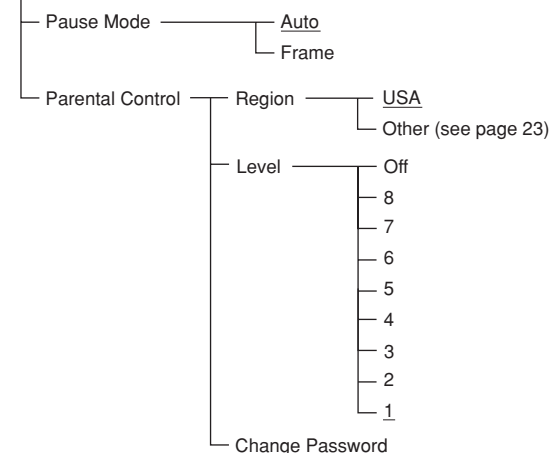 Pause Mode Auto
Frame
Parental Control Region USA
Other (see page 23)
Level Off
8
7
6
5
4
3
2
1
Change Password